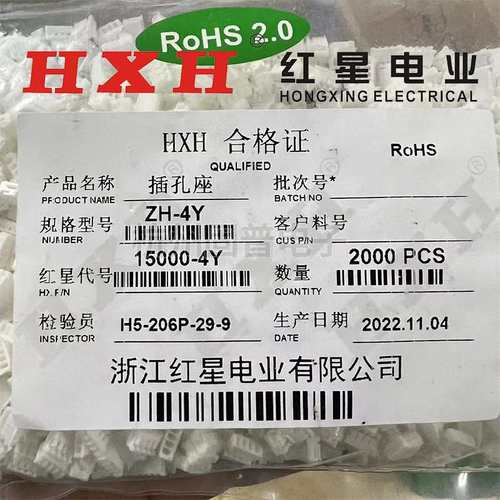 RoHS 2.0
HXH 红星电业
HONGXING ELECTRICAL
HXH 合格证 RoHS
QUALIFIED
产品名称 插孔座 批次号*
PRODUCT NAME BATCH NO
规格型号 ZH-4Y 客户料号
NUMBER CUS P/N
红星代号 15000-4Y 数量 2000 PCS
HX P/N QUANTITY
检验员 H5-206P-29-9 生产日期 2022.11.04
INSPECTOR DATE
浙江红星电业有限公司
HXH